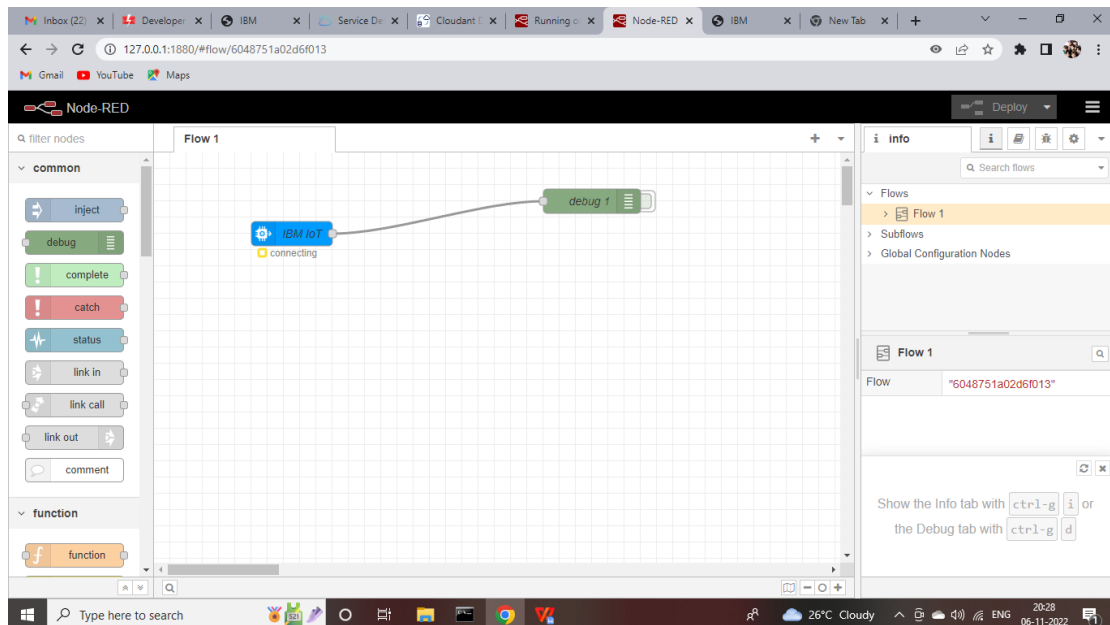 Inbox (22)
Developer
IBM
Service De
Cloudant
Running o
Node-RED
IBM
New Tab
127.0.0.1:1880/#flow/6048751a02d6f013
Gmail YouTube Maps
Node-RED
Deploy
filter nodes
Flow 1
i info
Search flows
common
inject
debug
complete
catch
status
link in
link call
link out
comment
function
function
IBM IoT
connecting
debug 1
Flows
Flow 1
Subflows
Global Configuration Nodes
Flow 1
Flow "6048751a02d6f013"
Show the Info tab with ctrl-g i or
the Debug tab with ctrl-g d
Type here to search
26°C Cloudy
ENG
20:28
06-11-2022